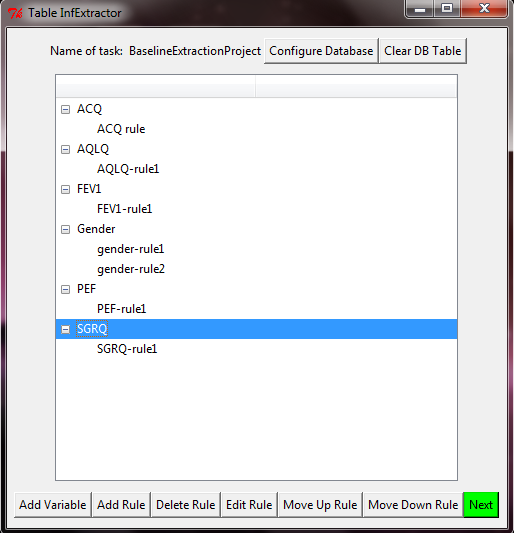 Table InfExtractor
Name of task: BaselineExtractionProject Configure Database Clear DB Table
ACQ
ACQ rule
AQLQ
AQLQ-rule1
FEV1
FEV1-rule1
Gender
gender-rule1
gender-rule2
PEF
PEF-rule1
SGRQ
SGRQ-rule1
Add Variable Add Rule Delete Rule Edit Rule Move Up Rule Move Down Rule Next